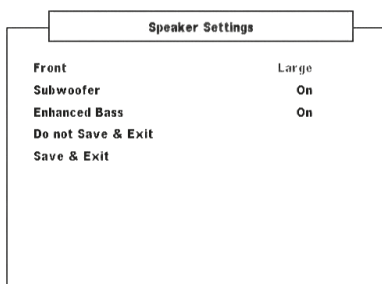 Speaker Settings
Front Large
Subwoofer On
Enhanced Bass On
Do not Save & Exit
Save & Exit